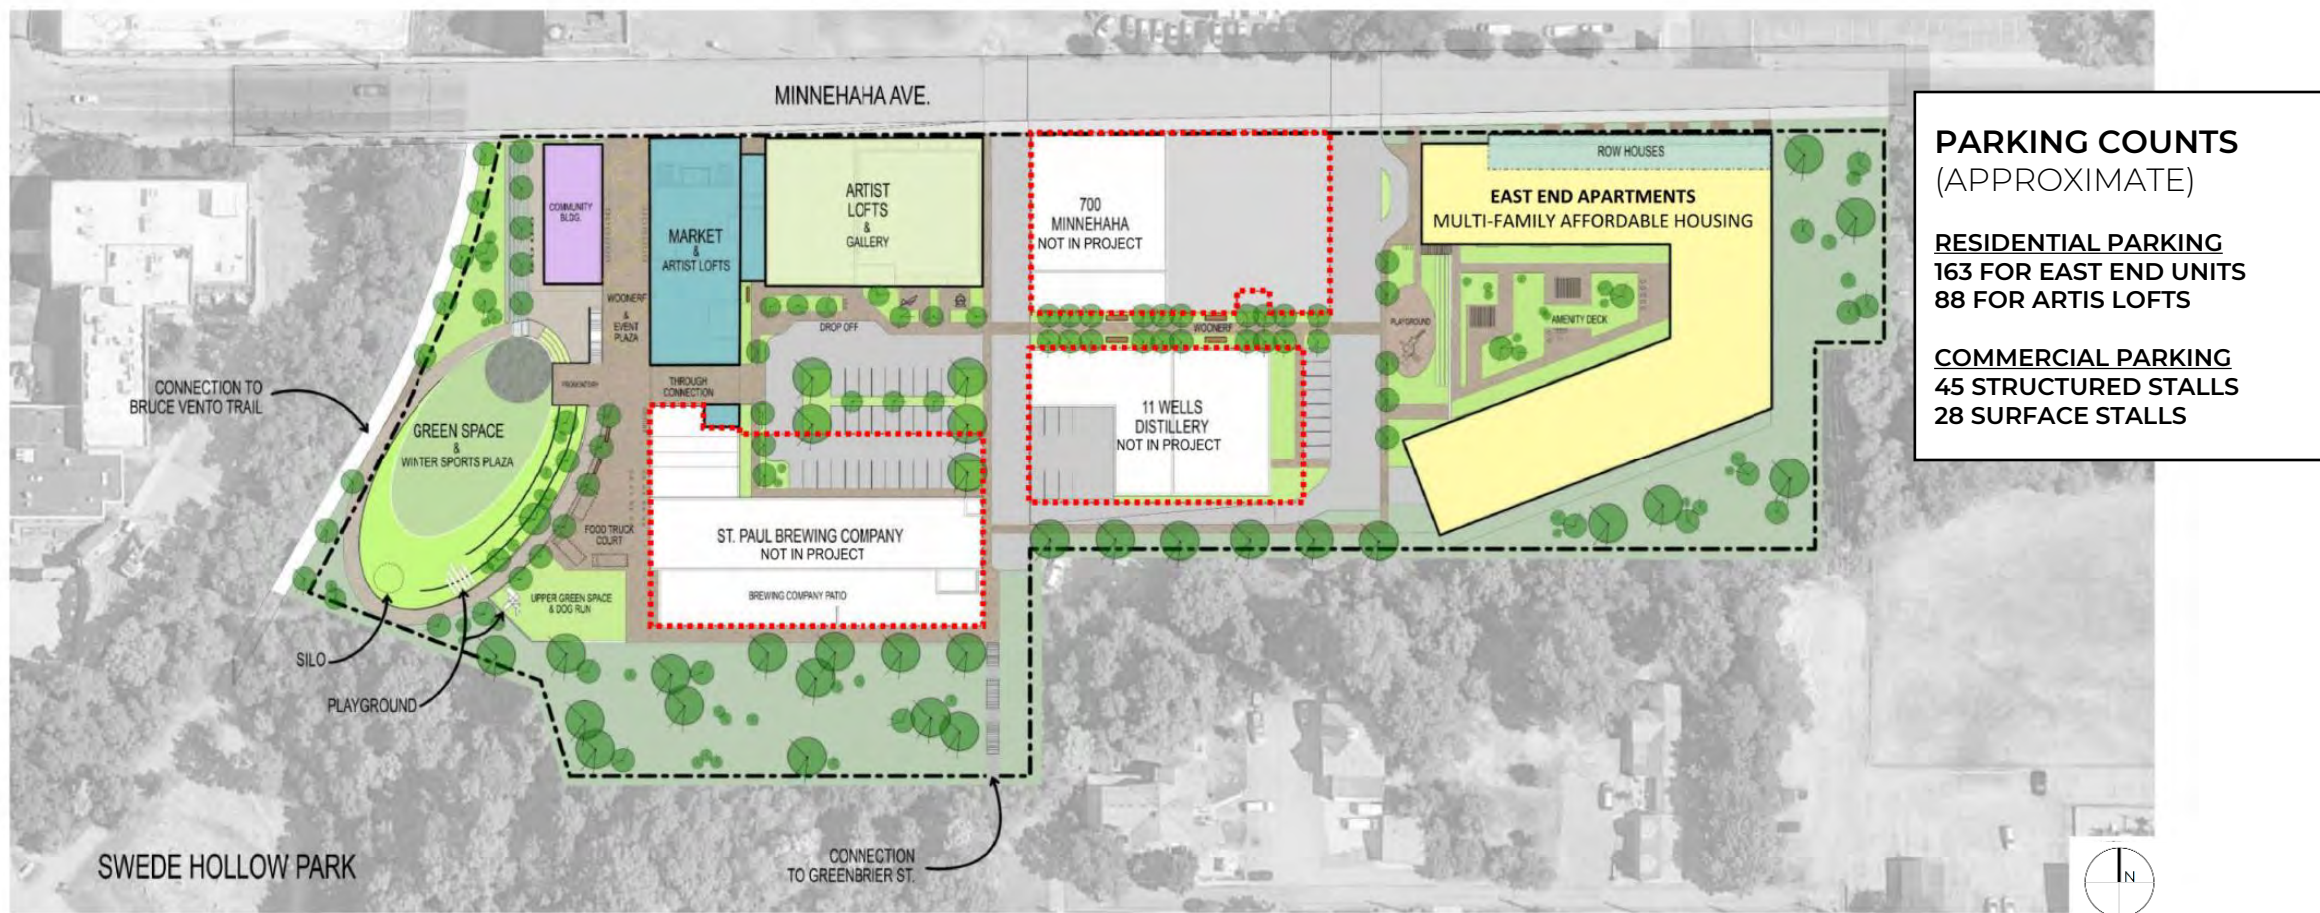 MINNEHAHA AVE.
PARKING COUNTS
(APPROXIMATE)
RESIDENTIAL PARKING
163 FOR EAST END UNITS
88 FOR ARTIS LOFTS
COMMERCIAL PARKING
45 STRUCTURED STALLS
28 SURFACE STALLS
COMMUNITY
BLDG.
MARKET
&
ARTIST LOFTS
ARTIST
LOFTS
&
GALLERY
700
MINNEHAHA
NOT IN PROJECT
ROW HOUSES
EAST END APARTMENTS
MULTI-FAMILY AFFORDABLE HOUSING
WOONERF
&
EVENT
PLAZA
DROP OFF
WOONERF
PLAYGROUND
AMENITY DECK
CONNECTION TO
BRUCE VENTO TRAIL
PROMONTORY
THROUGH
CONNECTION
GREEN SPACE
&
WINTER SPORTS PLAZA
11 WELLS
DISTILLERY
NOT IN PROJECT
FOOD TRUCK
COURT
ST. PAUL BREWING COMPANY
NOT IN PROJECT
UPPER GREEN SPACE
& DOG RUN
BREWING COMPANY PATIO
SILO
PLAYGROUND
SWEDE HOLLOW PARK
CONNECTION
TO GREENBRIER ST.
N